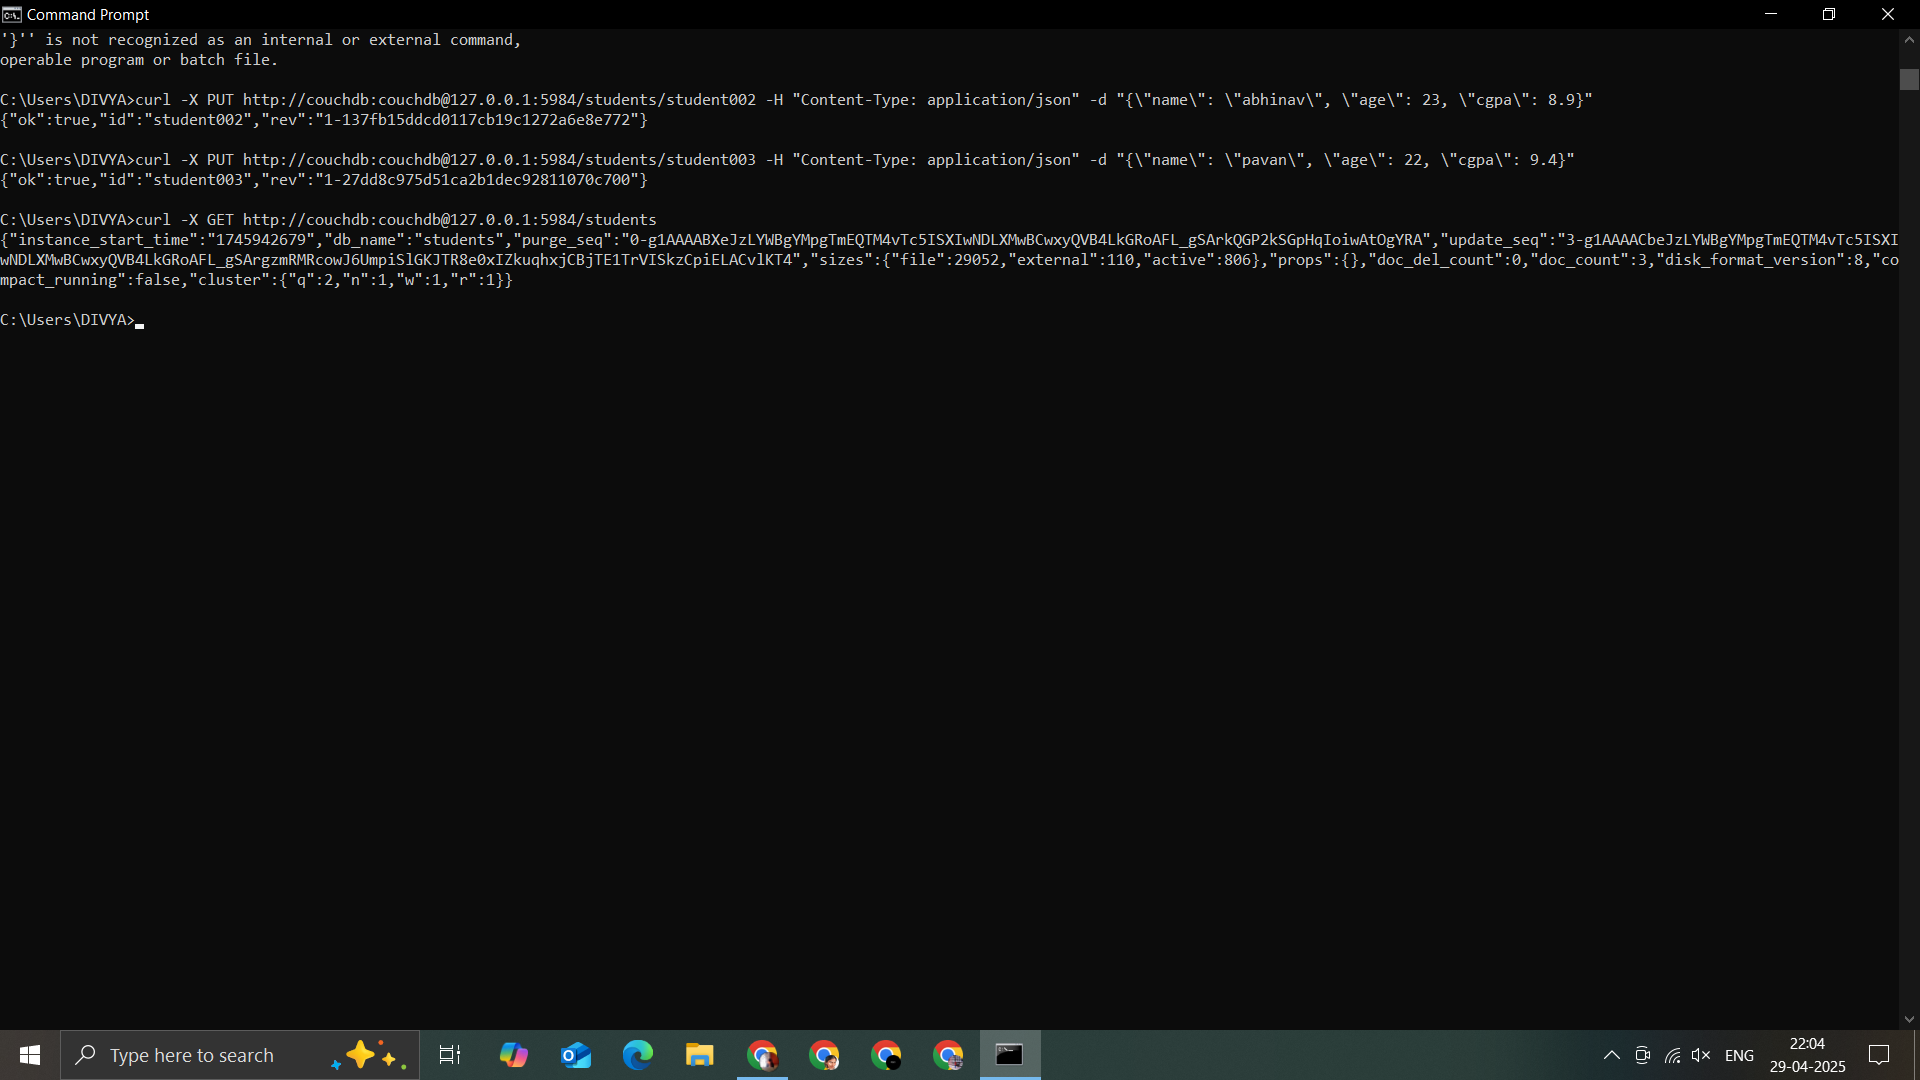 Command Prompt
'}'' is not recognized as an internal or external command,
operable program or batch file.
C:\Users\DIVYA>curl -X PUT http://couchdb:couchdb@127.0.0.1:5984/students/student002 -H "Content-Type: application/json" -d "{\"name\": \"abhinav\", \"age\": 23, \"cgpa\": 8.9}"
{"ok":true,"id":"student002","rev":"1-137fb15ddcd0117cb19c1272a6e8e772"}
C:\Users\DIVYA>curl -X PUT http://couchdb:couchdb@127.0.0.1:5984/students/student003 -H "Content-Type: application/json" -d "{\"name\": \"pavan\", \"age\": 22, \"cgpa\": 9.4}"
{"ok":true,"id":"student003","rev":"1-27dd8c975d51ca2b1dec92811070c700"}
C:\Users\DIVYA>curl -X GET http://couchdb:couchdb@127.0.0.1:5984/students
{"instance_start_time":"1745942679","db_name":"students","purge_seq":"0-g1AAAABXeJzLYWBgYMpgTmEQTM4vTc5ISXIwNDLXMwBCwxyQVB4LkGRoAFL_gSArkQGP2kSGpHqIoiwAtOgYRA","update_seq":"3-g1AAAACbeJzLYWBgYMpgTmEQTM4vTc5ISXI
wNDLXMwBCwxyQVB4LkGRoAFL_gSArgzmRMRcowJ6UmpiSlGKJTR8e0xIZkuqhxjCBjTE1TrVISkzCpiELACvlKT4","sizes":{"file":29052,"external":110,"active":806},"props":{},"doc_del_count":0,"doc_count":3,"disk_format_version":8,"co
mpact_running":false,"cluster":{"q":2,"n":1,"w":1,"r":1}}
C:\Users\DIVYA>
Type here to search
ENG
22:04
29-04-2025